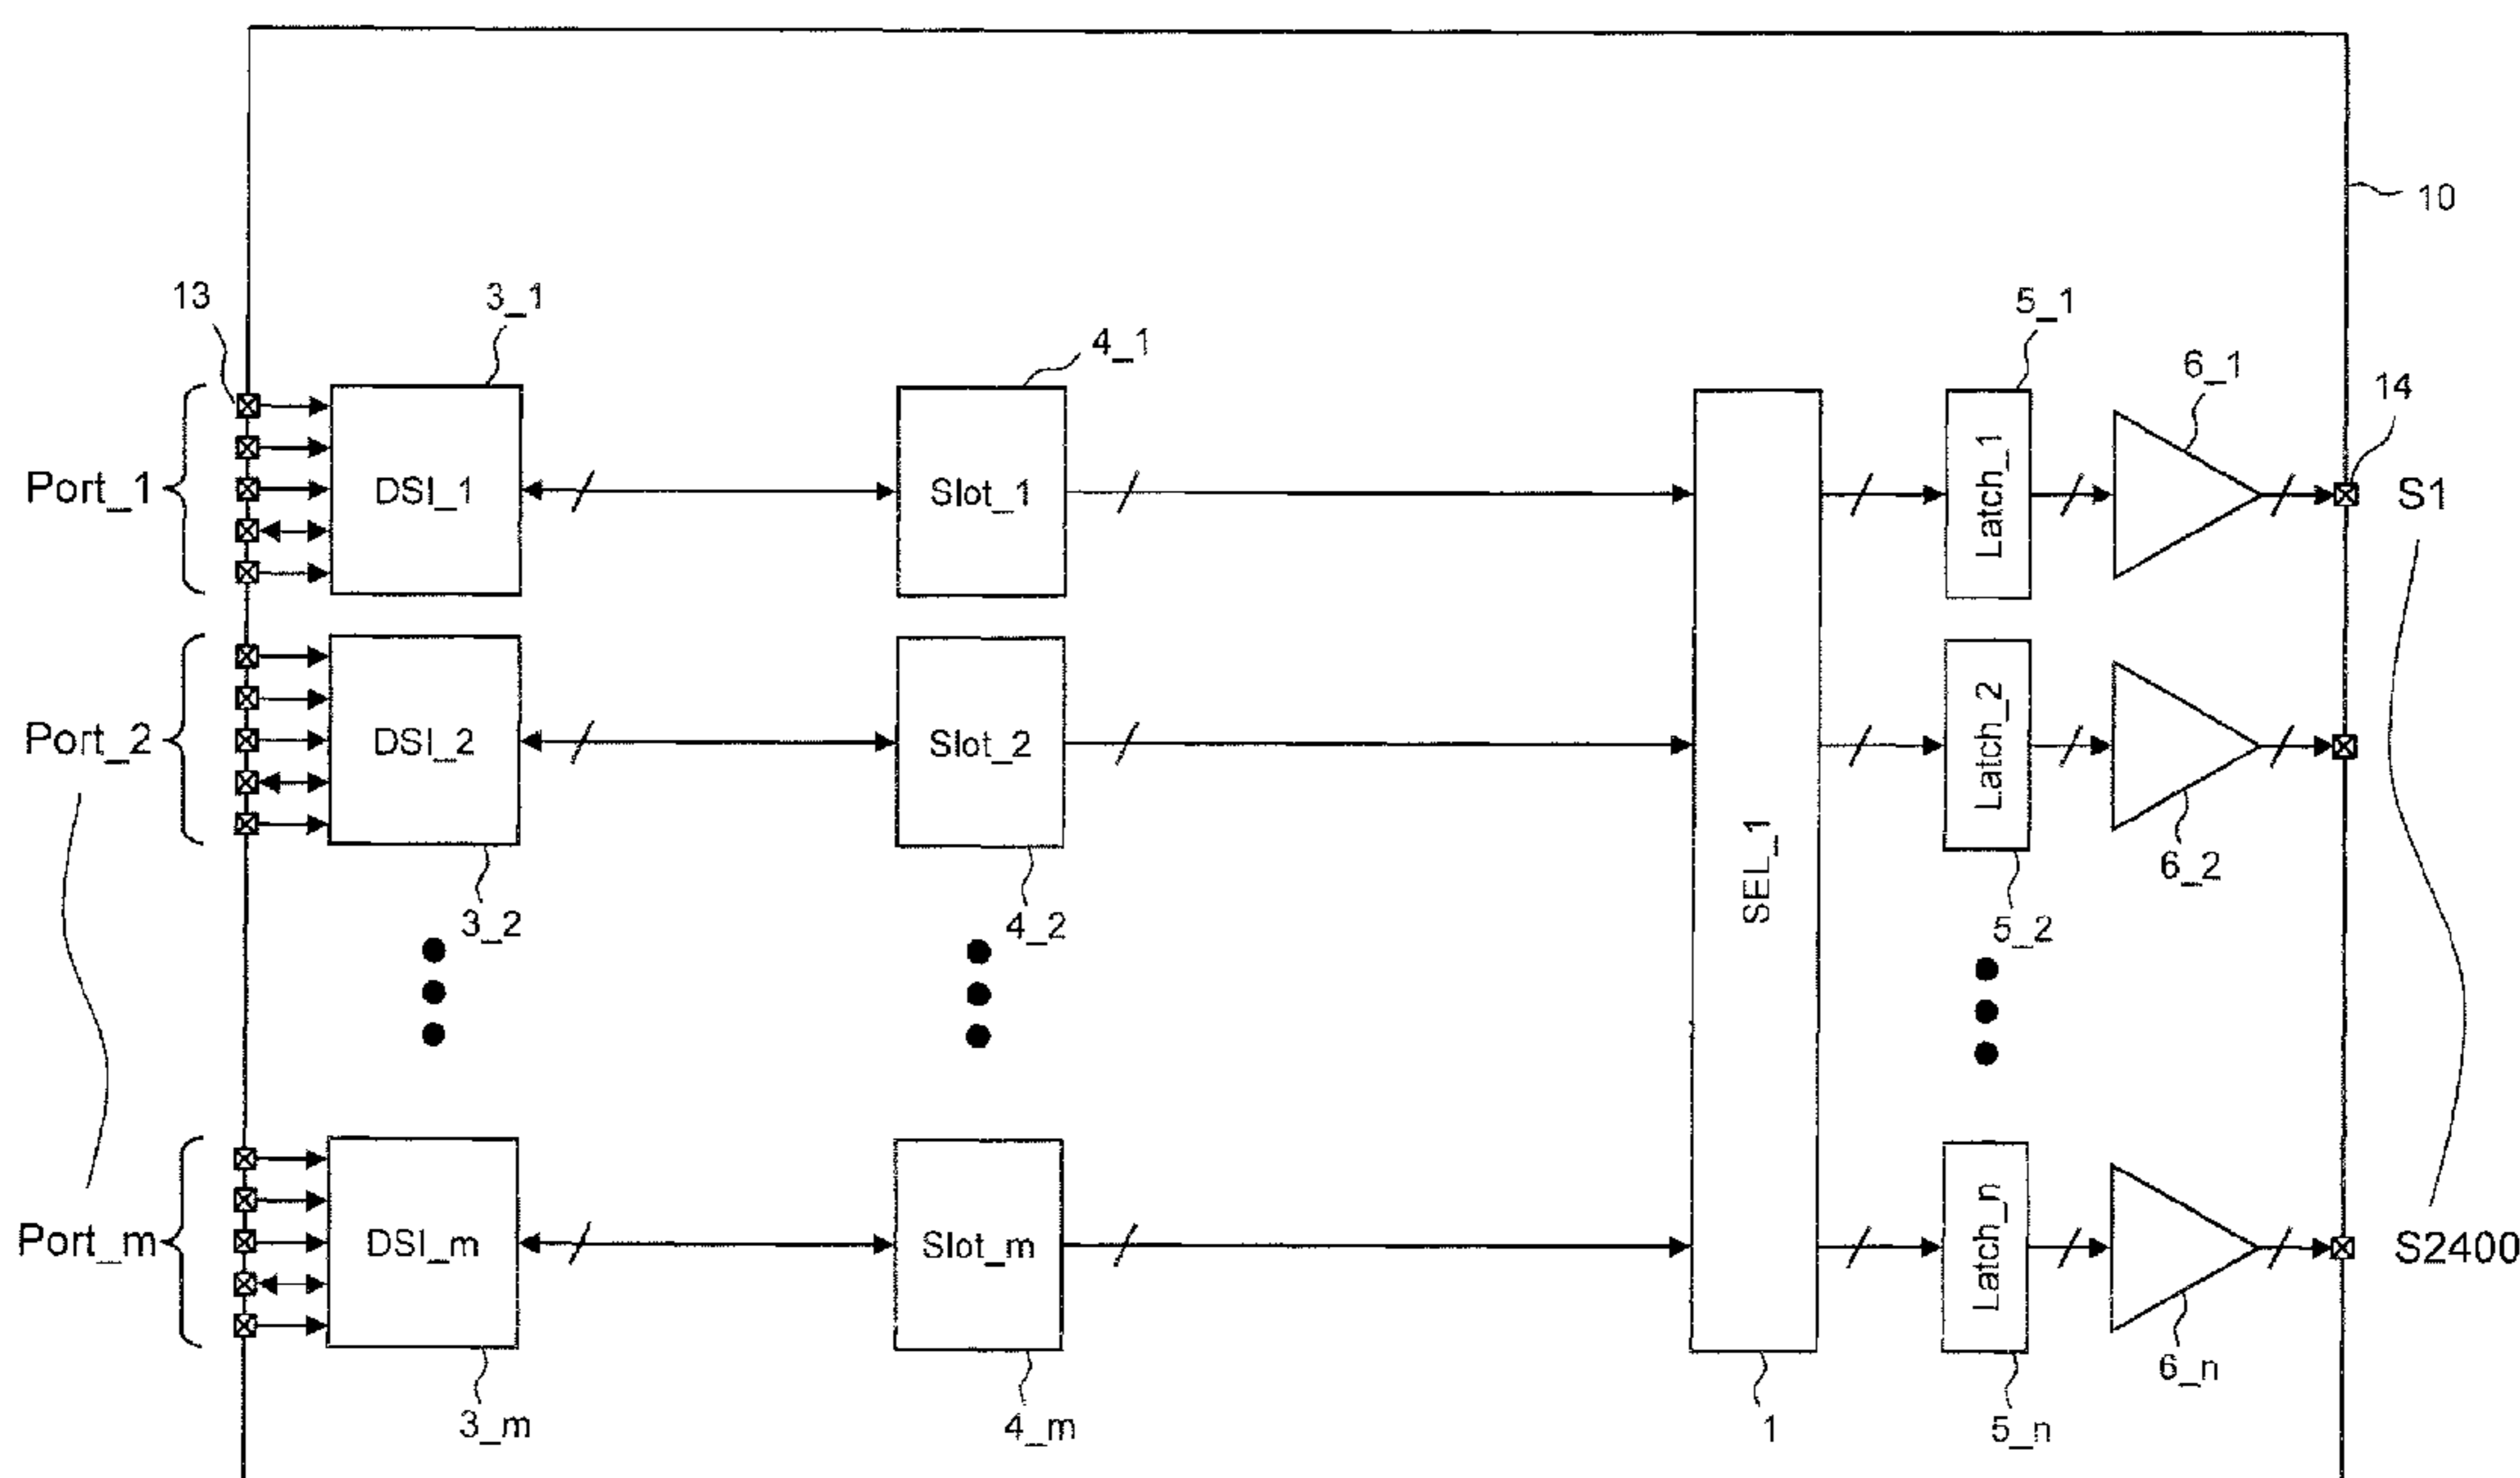 10
13
3_1
4_1
5_1
6_1
14
Port_1
DSI_1
Slot_1
Latch_1
S1
Port_2
DSI_2
Slot_2
SEL_1
Latch_2
6_2
3_2
4_2
5_2
Port_m
DSI_m
Slot_m
Latch_n
S2400
6_n
3_m
4_m
1
5_n